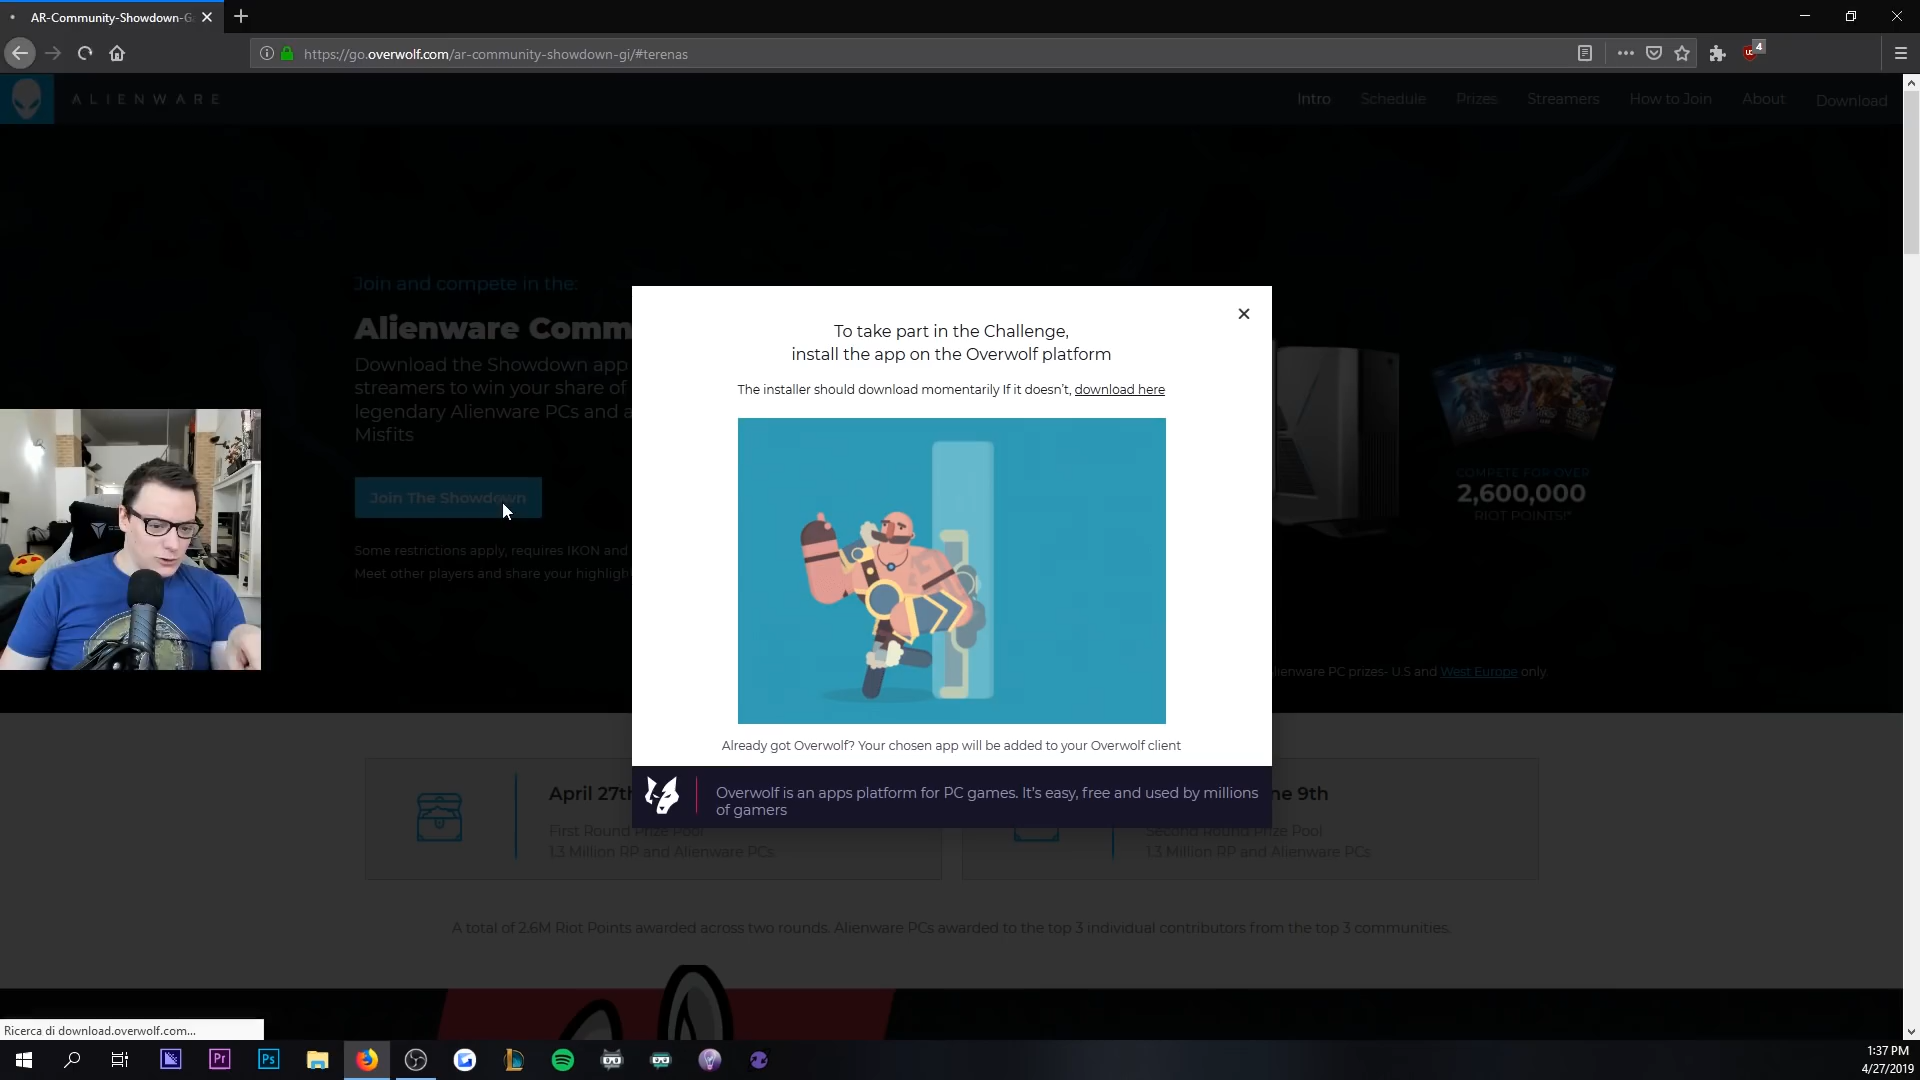 AR-Community-Showdown-G
https://go.overwolf.com/ar-community-showdown-gi/#terenas
4
ALIENWARE
Intro
Schedule
Prizes
Streamers
How to Join
About
Download
Join and compete in the:
Alienware Comm
Download the Showdown app
streamers to win your share of
legendary Alienware PCs and a
Misfits
Join The Showdown
Some restrictions apply, requires IKON and
Meet other players and share your highligh
To take part in the Challenge,
install the app on the Overwolf platform
The installer should download momentarily If it doesn't, download here
Already got Overwolf? Your chosen app will be added to your Overwolf client
Overwolf is an apps platform for PC games. It's easy, free and used by millions
of gamers
COMPETE FOR OVER
2,600,000
RIOT POINTS!*
lienware PC prizes- U.S and West Europe only.
April 27th
First Round Prize Pool
1.3 Million RP and Alienware PCs
ne 9th
Second Round Prize Pool
1.3 Million RP and Alienware PCs
A total of 2.6M Riot Points awarded across two rounds. Alienware PCs awarded to the top 3 individual contributors from the top 3 communities.
Ricerca di download.overwolf.com...
Pr
Ps
1:37 PM
4/27/2019